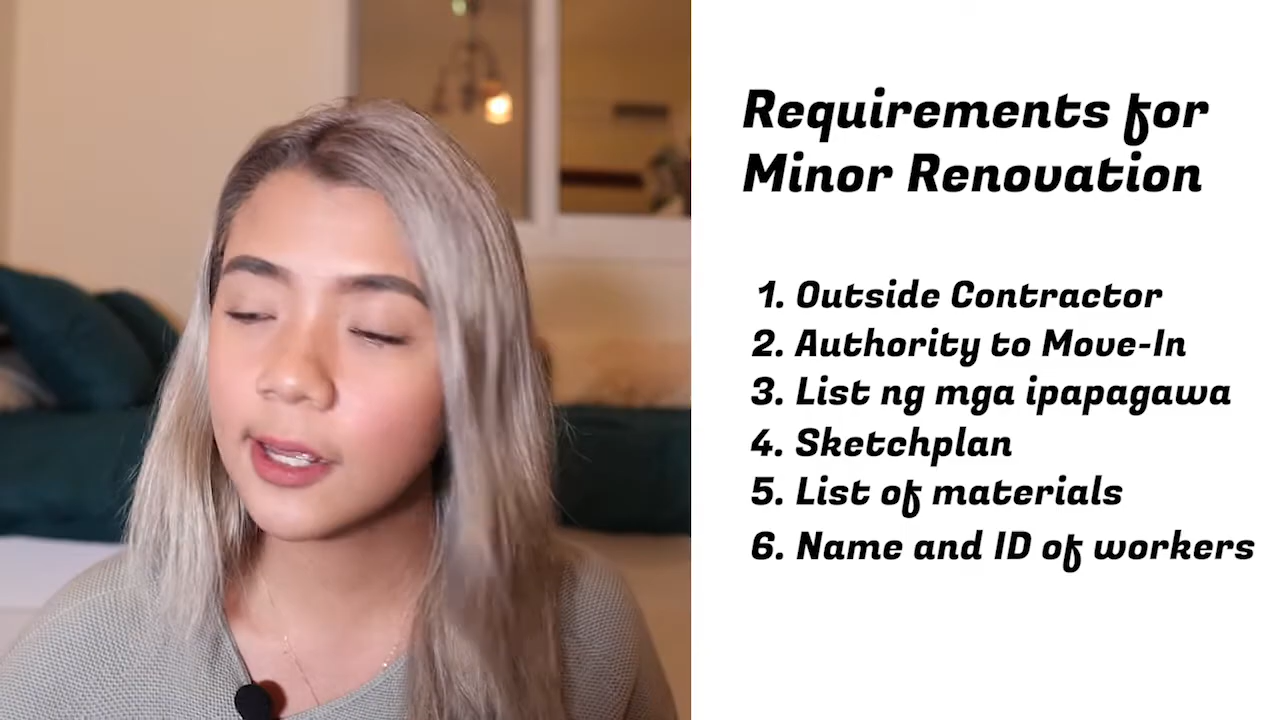 Requirements for
Minor Renovation
1. Outside Contractor
2. Authority to Move-In
3. List ng mga ipapagawa
4. Sketchplan
5. List of materials
6. Name and ID of workers